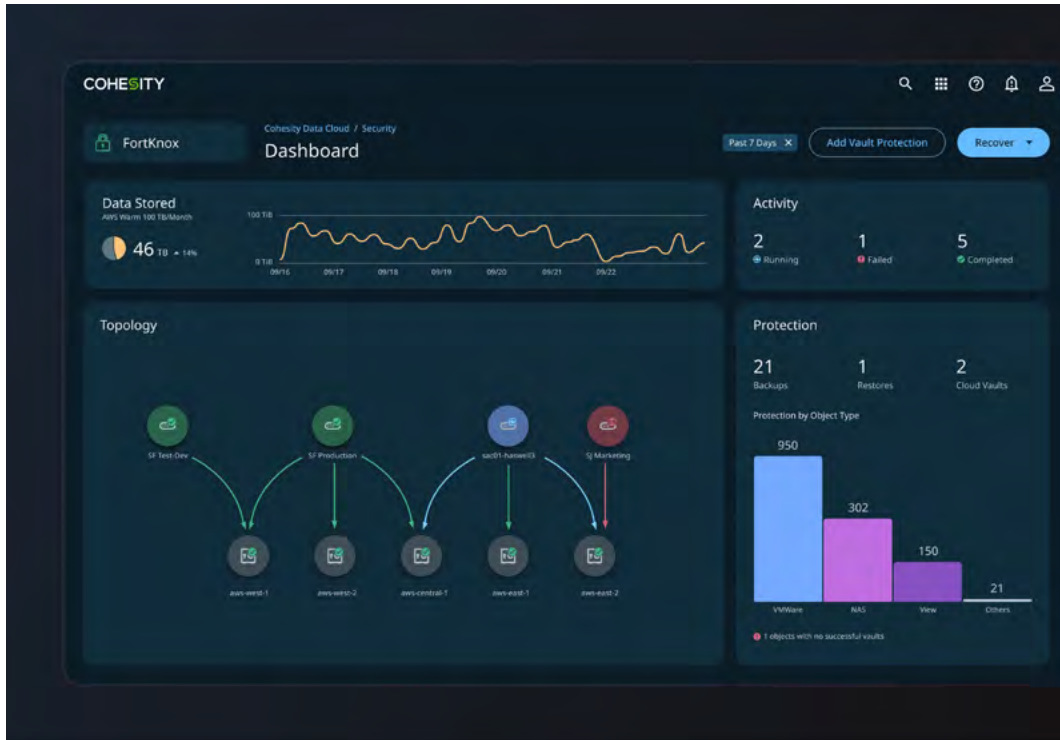 COHESITY
FortKnox
Cohesity Data Cloud / Security
Dashboard
Past 7 Days X
Add Vault Protection
Recover
Data Stored
AWS Warm 100 TB/Month
46 TB 14%
100 TiB
0 TiB
09/16 09/17 09/18 09/19 09/20 09/21 09/22
Activity
2 1 5
Running Failed Completed
Topology
SF Test-Dev SF Production sac01-haswell3 SJ Marketing
aws-west-1 aws-west-2 aws-central-1 aws-east-1 aws-east-2
Protection
21 1 2
Backups Restores Cloud Vaults
Protection by Object Type
950
302
150
21
VMWare NAS View Others
1 objects with no successful vaults